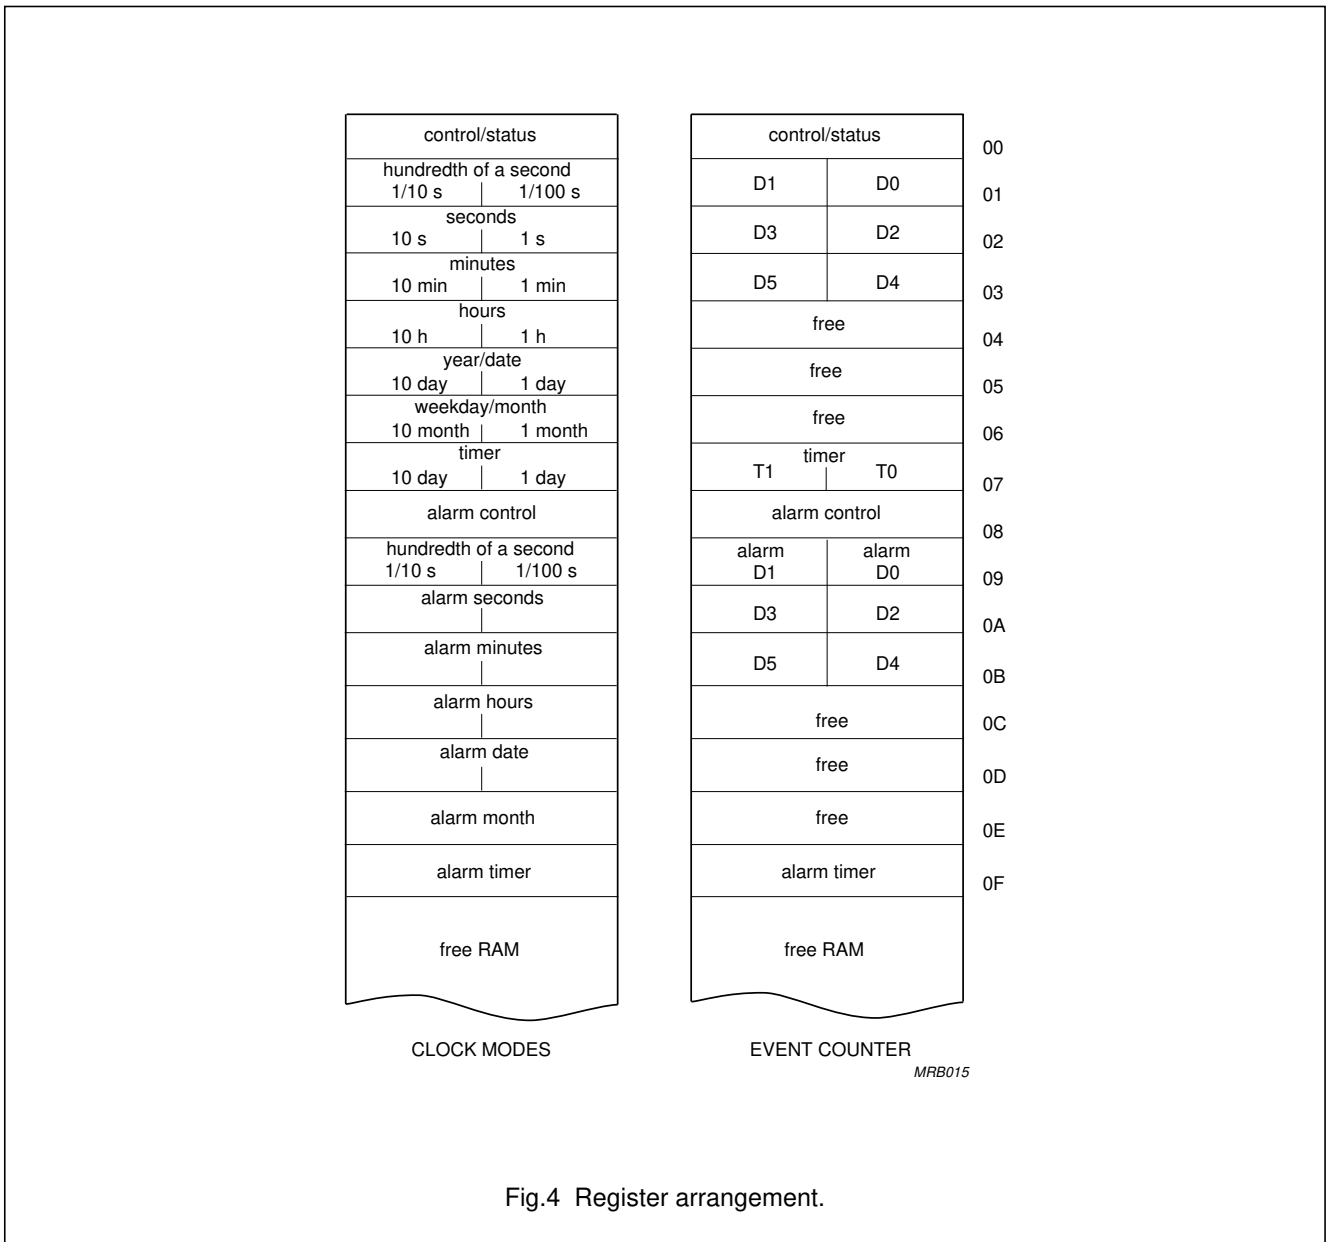 control/status
hundredth of a second
1/10 s 1/100 s
seconds
10 s 1 s
minutes
10 min 1 min
hours
10 h 1 h
year/date
10 day 1 day
weekday/month
10 month 1 month
timer
10 day 1 day
alarm control
hundredth of a second
1/10 s 1/100 s
alarm seconds
alarm minutes
alarm hours
alarm date
alarm month
alarm timer
free RAM
CLOCK MODES
control/status 00
D1 D0 01
D3 D2 02
D5 D4 03
free 04
free 05
free 06
timer
T1 T0 07
alarm control 08
alarm alarm
D1 D0 09
D3 D2 0A
D5 D4 0B
free 0C
free 0D
free 0E
alarm timer 0F
free RAM
EVENT COUNTER
MRB015
Fig.4 Register arrangement.